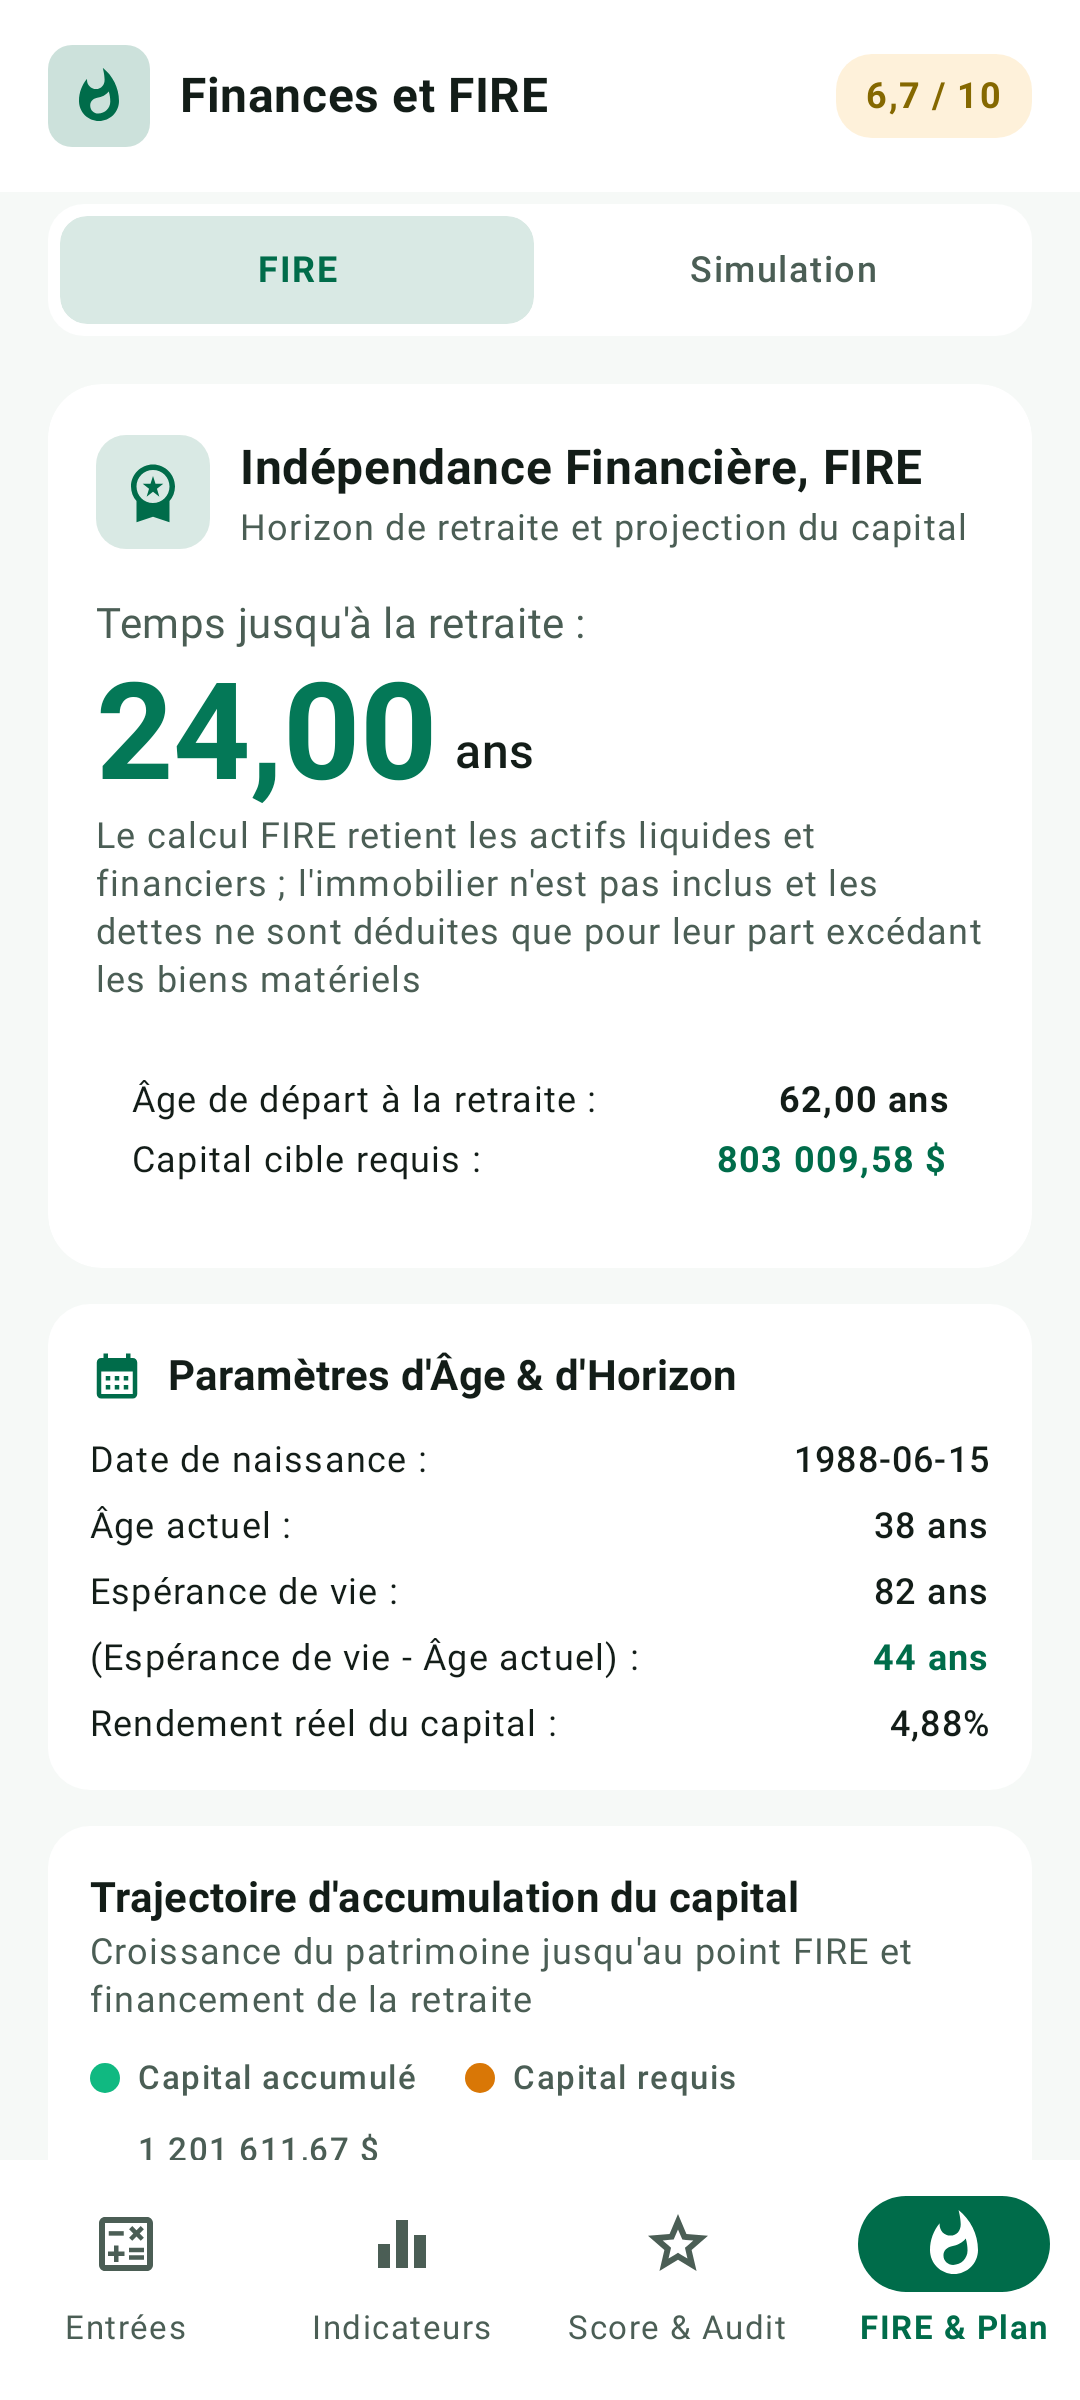 Finances et FIRE
6,7 / 10
FIRE
Simulation
Indépendance Financière, FIRE
Horizon de retraite et projection du capital
Temps jusqu'à la retraite :
24,00 ans
Le calcul FIRE retient les actifs liquides et
financiers ; l'immobilier n'est pas inclus et les
dettes ne sont déduites que pour leur part excédant
les biens matériels
Âge de départ à la retraite : 62,00 ans
Capital cible requis : 803 009,58 $
Paramètres d'Âge & d'Horizon
Date de naissance : 1988-06-15
Âge actuel : 38 ans
Espérance de vie : 82 ans
(Espérance de vie - Âge actuel) : 44 ans
Rendement réel du capital : 4,88%
Trajectoire d'accumulation du capital
Croissance du patrimoine jusqu'au point FIRE et
financement de la retraite
Capital accumulé
Capital requis
1 201 611,67 $
Entrées
Indicateurs
Score & Audit
FIRE & Plan